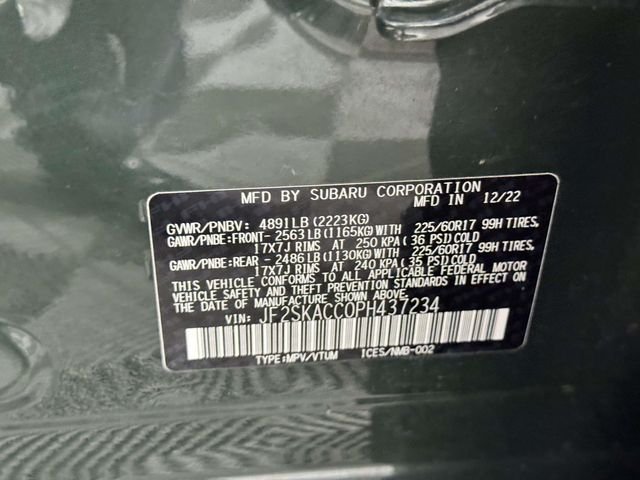 MFD BY SUBARU CORPORATION MFD IN 12/22
GVWR/PNBV: 4891LB(2223KG)
GAWR/PNBE:FRONT-2563LB(1165KG)WITH 225/60R17 99H TIRES,
17X7J RIMS AT 250 KPA( 36 PSI)COLD
GAWR/PNBE:REAR -2486LB(1130KG)WITH 225/60R17 99H TIRES,
17X7J RIMS AT 240 KPA( 35 PSI)COLD
THIS VEHICLE CONFORMS TO ALL APPLICABLE FEDERAL MOTOR
VEHICLE SAFETY AND THEFT PREVENTION STANDARDS IN EFFECT
ON THE DATE OF MANUFACTURE SHOWN ABOVE.
VIN: JF2SKACC0PH437234
TYPE:MPV/VTUM ICES/NMB-002